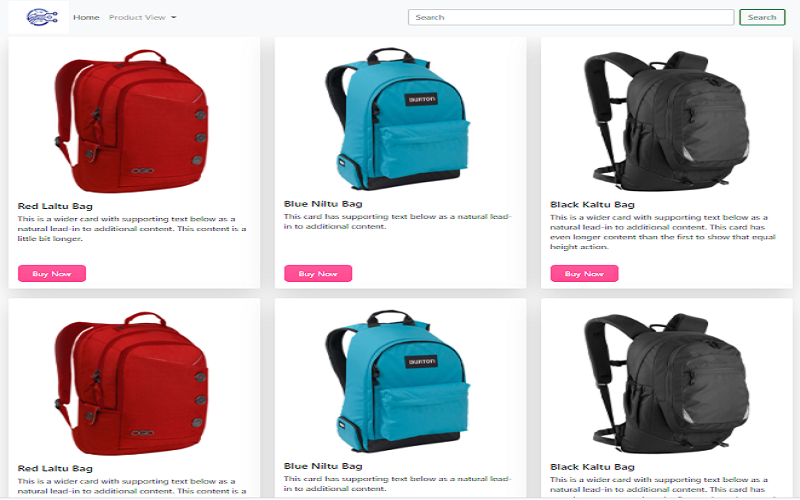 Home Product View Search Search
BURTON
OGIO
Red Laltu Bag
This is a wider card with supporting text below as a
natural lead-in to additional content. This content is a
little bit longer.
Buy Now
Blue Niltu Bag
This card has supporting text below as a natural lead-
in to additional content.
Buy Now
Black Kaltu Bag
This is a wider card with supporting text below as a
natural lead-in to additional content. This card has
even longer content than the first to show that equal
height action.
Buy Now
BURTON
OGIO
Red Laltu Bag
This is a wider card with supporting text below as a
natural lead-in to additional content. This content is a
Blue Niltu Bag
This card has supporting text below as a natural lead-
in to additional content.
Black Kaltu Bag
This is a wider card with supporting text below as a
natural lead-in to additional content. This card has